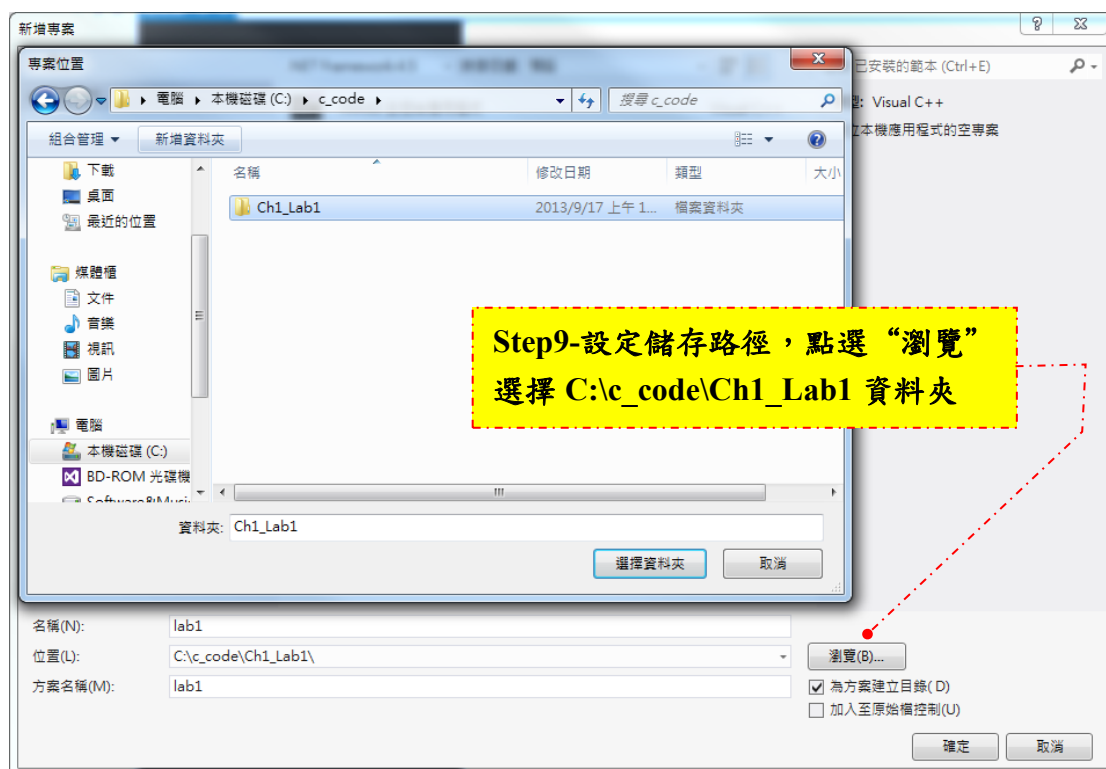 新增專案
專案位置
已安裝的範本 (Ctrl+E)
電腦 ▸ 本機磁碟 (C:) ▸ c_code ▸
搜尋 c_code
Visual C++
組合管理
新增資料夾
立本機應用程式的空專案
下載
桌面
最近的位置
媒體櫃
文件
音樂
視訊
圖片
電腦
本機磁碟 (C:)
BD-ROM 光碟機
名稱
修改日期
類型
大小
Ch1_Lab1
2013/9/17 上午 1...
檔案資料夾
Step9-設定儲存路徑，點選“瀏覽”
選擇 C:\c_code\Ch1_Lab1 資料夾
資料夾: Ch1_Lab1
選擇資料夾
取消
名稱(N): lab1
位置(L): C:\c_code\Ch1_Lab1\
瀏覽(B)...
方案名稱(M): lab1
為方案建立目錄(D)
加入至原始檔控制(U)
確定
取消